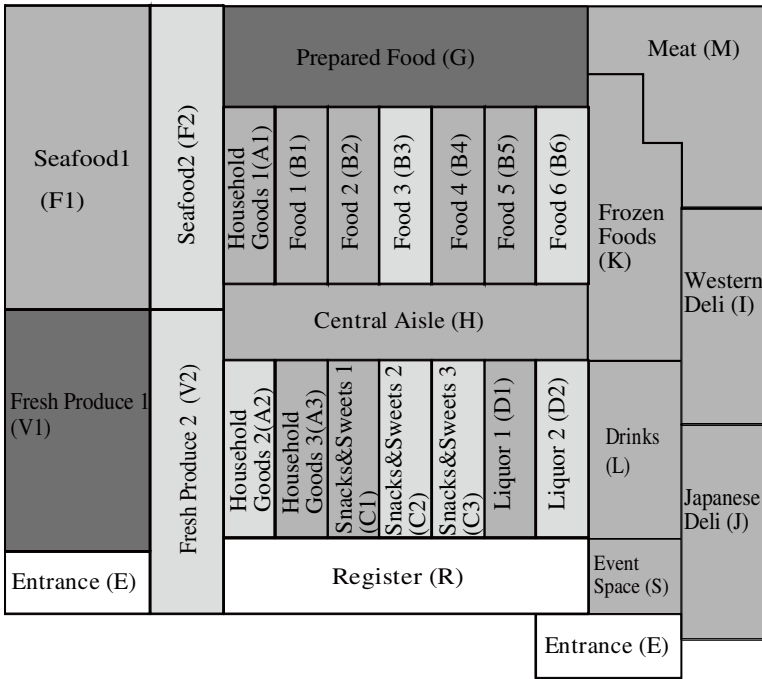 Prepared Food (G)
Meat (M)
Seafood1
(F1)
Seafood2 (F2)
Household
Goods 1(A1)
Food 1 (B1)
Food 2 (B2)
Food 3 (B3)
Food 4 (B4)
Food 5 (B5)
Food 6 (B6)
Frozen
Foods
(K)
Western
Deli (I)
Central Aisle (H)
Fresh Produce 1
(V1)
Fresh Produce 2 (V2)
Household
Goods 2(A2)
Household
Goods 3(A3)
Snacks&Sweets 1
(C1)
Snacks&Sweets 2
(C2)
Snacks&Sweets 3
(C3)
Liquor 1 (D1)
Liquor 2 (D2)
Drinks
(L)
Japanese
Deli (J)
Entrance (E)
Register (R)
Event
Space (S)
Entrance (E)